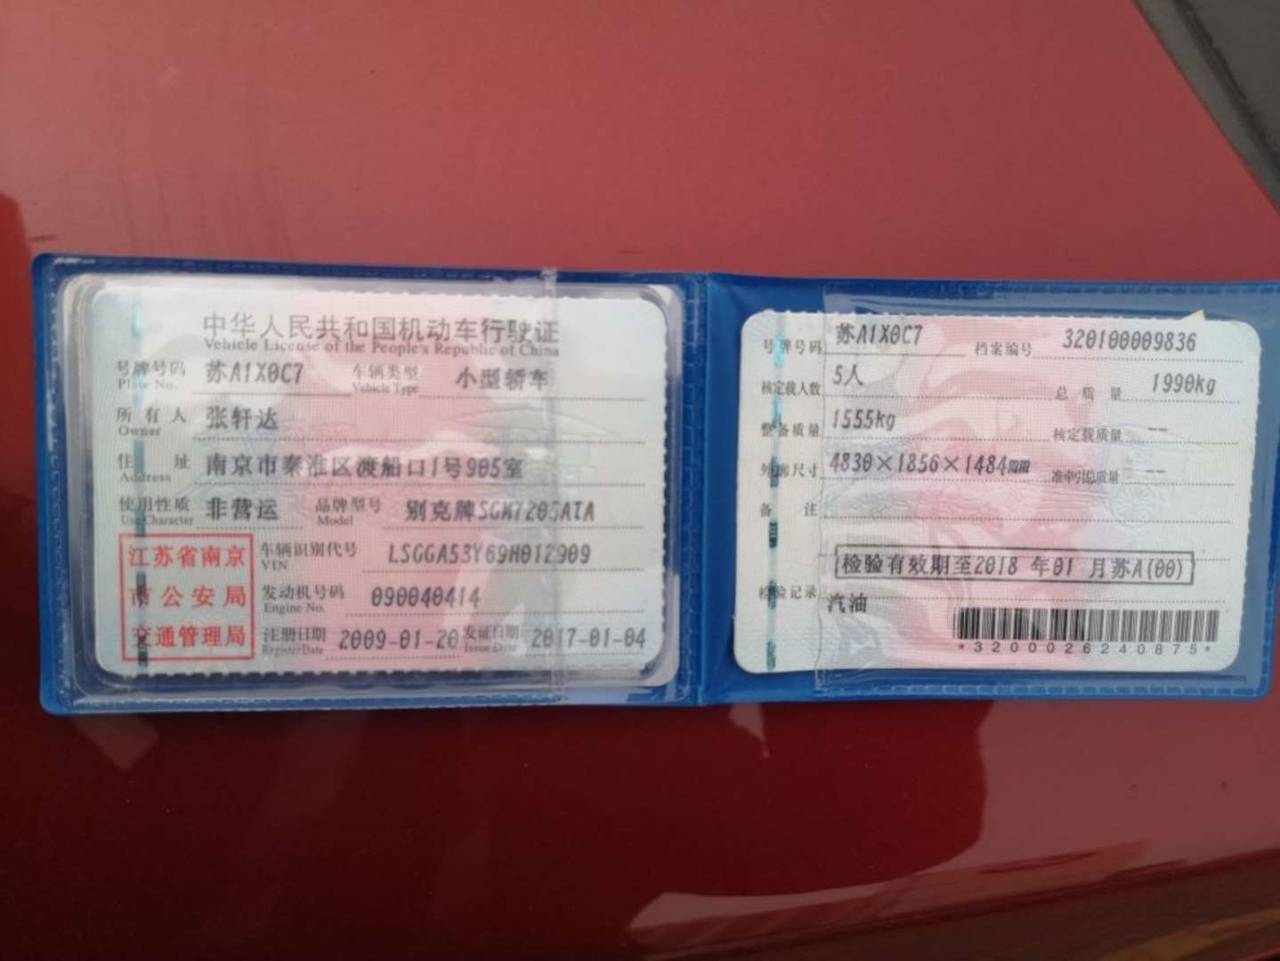 中华人民共和国机动车行驶证
Vehicle License of the People's Republic of China
号牌号码 苏A1X0C7 车辆类型 小型轿车
Plate No. Vehicle Type
所有人 张轩达
Owner
住址 南京市秦淮区渡船口1号905室
Address
使用性质 非营运 品牌型号 别克牌SGM7205ATA
Use Character Model
江苏省南京
市公安局
交通管理局
车辆识别代号 LSGGA53Y69H012909
VIN
发动机号码 090040414
Engine No.
注册日期 2009-01-20 发证日期 2017-01-04
Register Date Issue Date
号牌号码 苏A1X0C7 档案编号 320100009836
核定载人数 5人 总质量 1990kg
整备质量 1555kg 核定载质量 --
外廓尺寸 4830×1856×1484mm 准牵引总质量 --
备注
检验有效期至2018 年01 月苏A(00)
检验记录
汽油
*3200026240875*